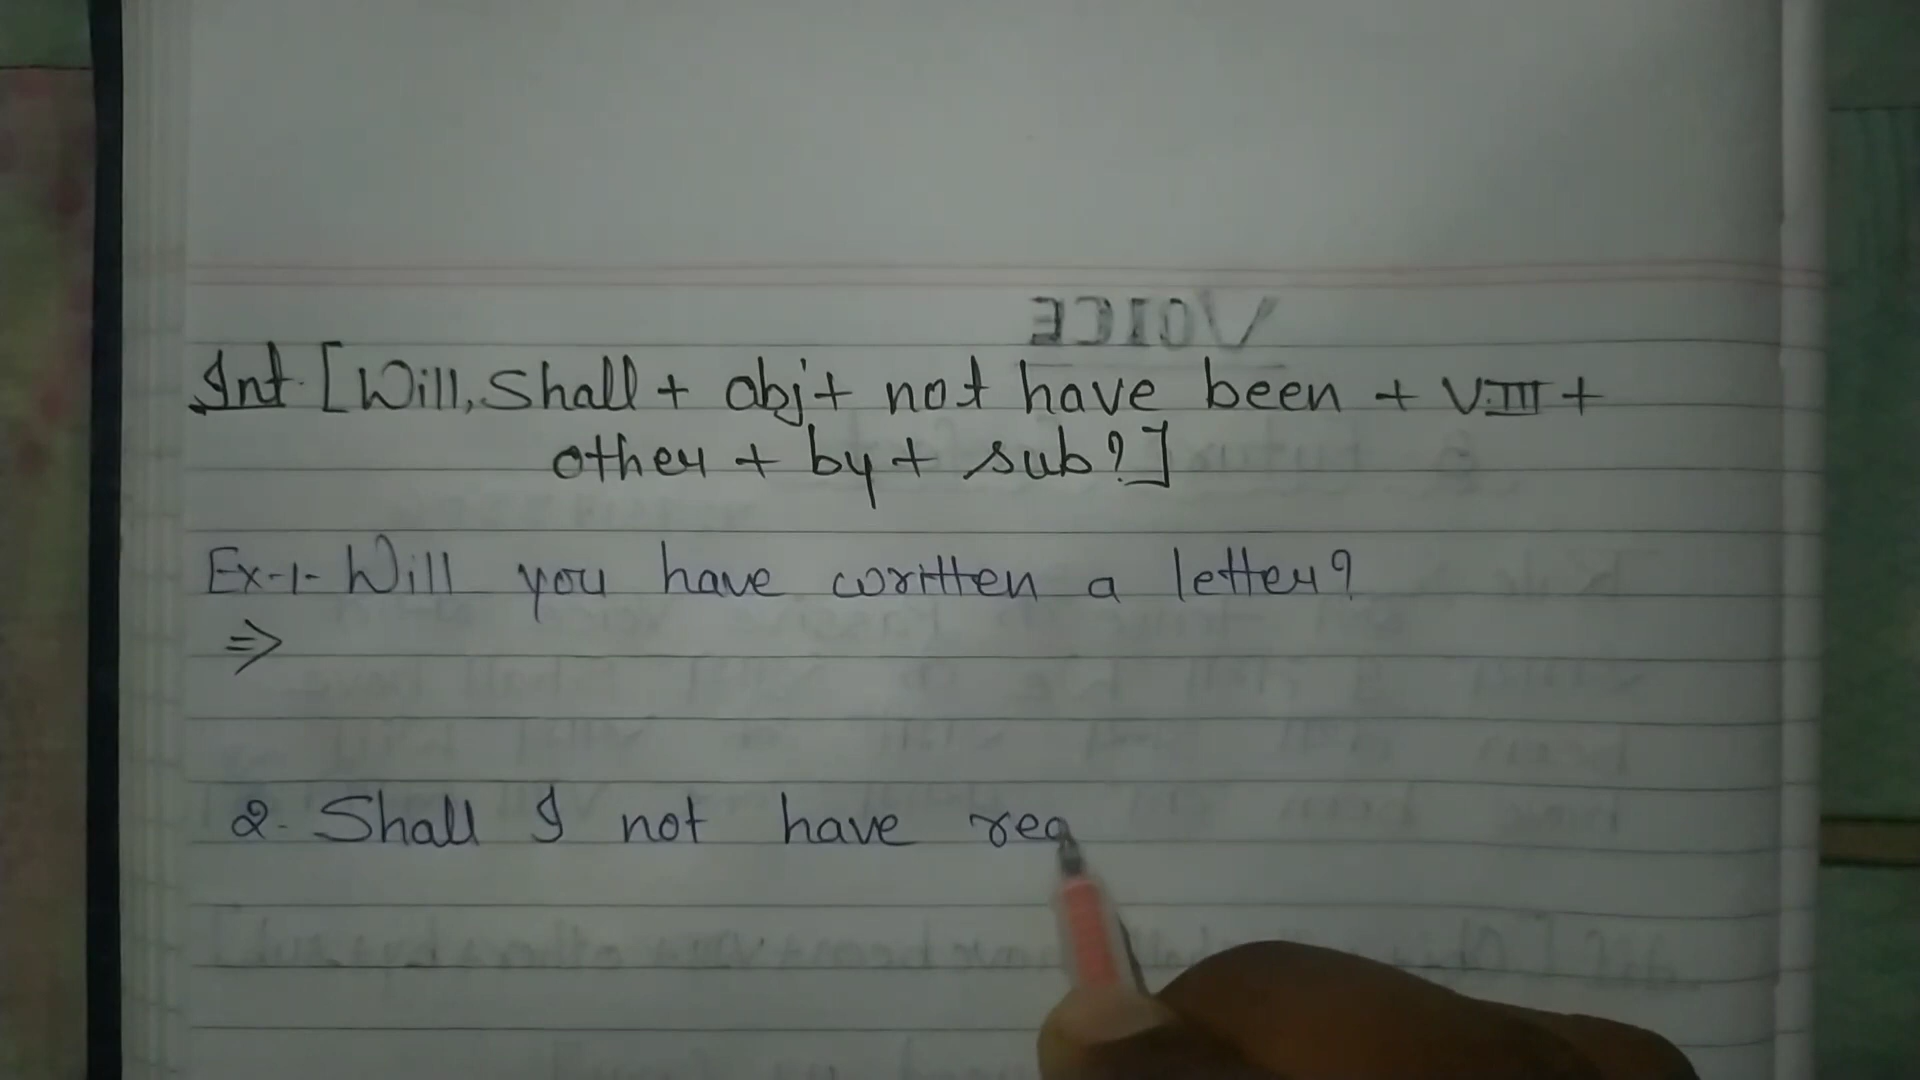 VOICE
Int. [Will, Shall + obj + not have been + V.III +
other + by + sub?]
Ex-1- Will you have written a letter?
⇒
2. Shall I not have rea